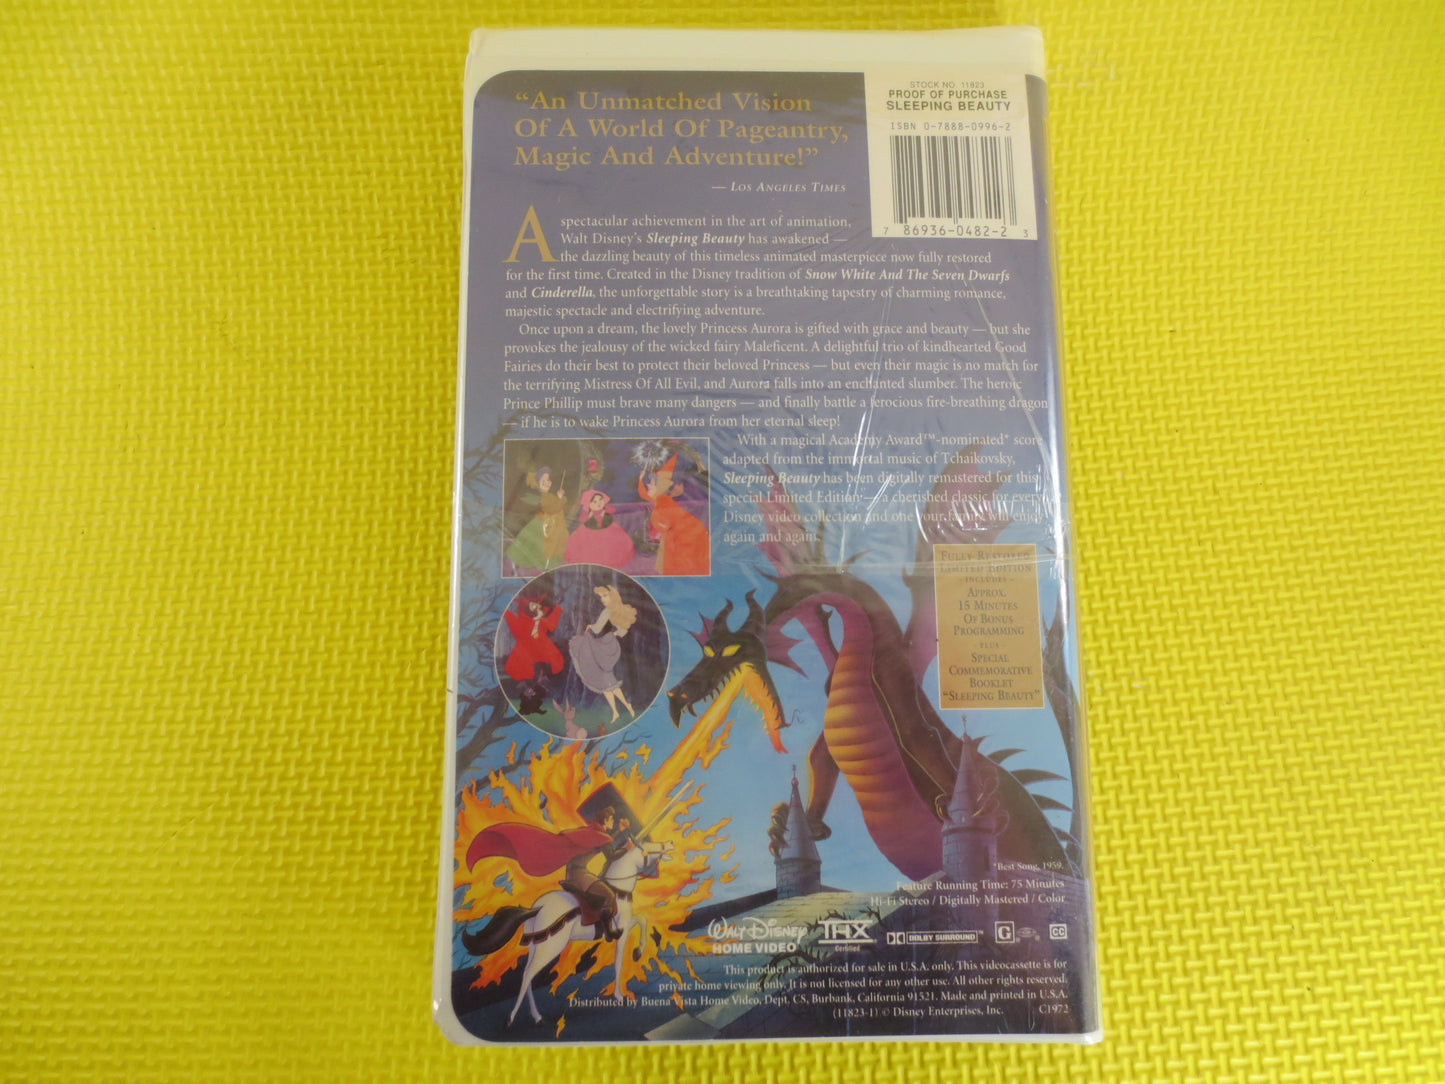 STOCK NO. 11823
PROOF OF PURCHASE
SLEEPING BEAUTY
ISBN 0-7888-0996-2
7 86936-0482-2 3
“An Unmatched Vision
Of A World Of Pageantry,
Magic And Adventure!”
— Los Angeles Times
A spectacular achievement in the art of animation,
Walt Disney's Sleeping Beauty has awakened —
the dazzling beauty of this timeless animated masterpiece now fully restored
for the first time. Created in the Disney tradition of Snow White And The Seven Dwarfs
and Cinderella, the unforgettable story is a breathtaking tapestry of charming romance,
majestic spectacle and electrifying adventure.
Once upon a dream, the lovely Princess Aurora is gifted with grace and beauty — but she
provokes the jealousy of the wicked fairy Maleficent. A delightful trio of kindhearted Good
Fairies do their best to protect their beloved Princess — but even their magic is no match for
the terrifying Mistress Of All Evil, and Aurora falls into an enchanted slumber. The heroic
Prince Phillip must brave many dangers — and finally battle a ferocious fire-breathing dragon
— if he is to wake Princess Aurora from her eternal sleep!
With a magical Academy Award™-nominated* score
adapted from the immortal music of Tchaikovsky,
Sleeping Beauty has been digitally remastered for this
special Limited Edition — a cherished classic for every
Disney video collection and one your family will enjoy
again and again.
Fully Restored
Limited Edition
- Includes -
Approx.
15 Minutes
Of Bonus
Programming
- Plus -
Special
Commemorative
Booklet
“Sleeping Beauty”
*Best Song, 1959.
Feature Running Time: 75 Minutes
Hi-Fi Stereo / Digitally Mastered / Color
Walt Disney
HOME VIDEO
THX
Certified
DOLBY SURROUND
G
CC
This product is authorized for sale in U.S.A. only. This videocassette is for
private home viewing only. It is not licensed for any other use. All other rights reserved.
Distributed by Buena Vista Home Video, Dept. CS, Burbank, California 91521. Made and printed in U.S.A.
(11823-1) © Disney Enterprises, Inc. C1972